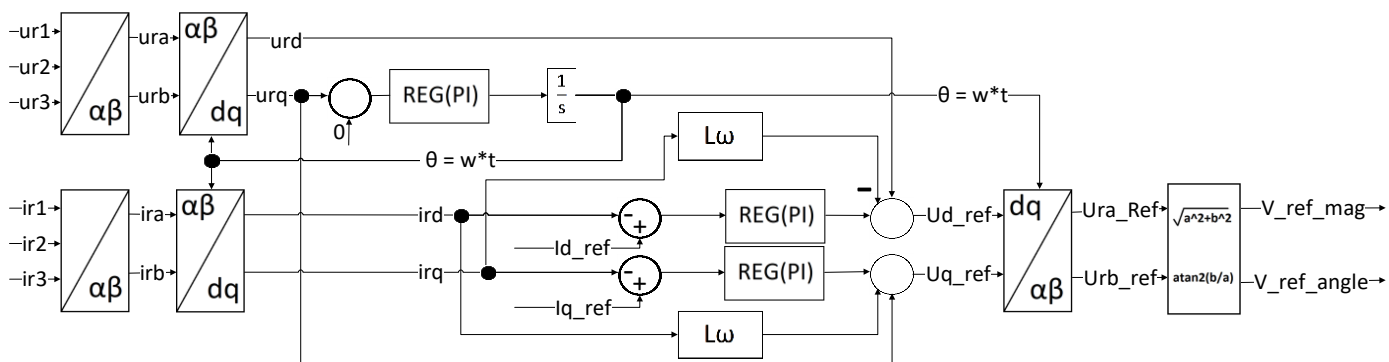 ur1
ur2
ur3
αβ
ura
urb
αβ
dq
urd
urq
0
REG(PI)
1
s
θ = w*t
θ = w*t
Lω
ir1
ir2
ir3
αβ
ira
irb
αβ
dq
ird
irq
-
+
Id_ref
-
+
Iq_ref
REG(PI)
REG(PI)
Lω
-
Ud_ref
Uq_ref
dq
αβ
Ura_Ref
Urb_ref
√a^2+b^2
atan2(b/a)
V_ref_mag
V_ref_angle